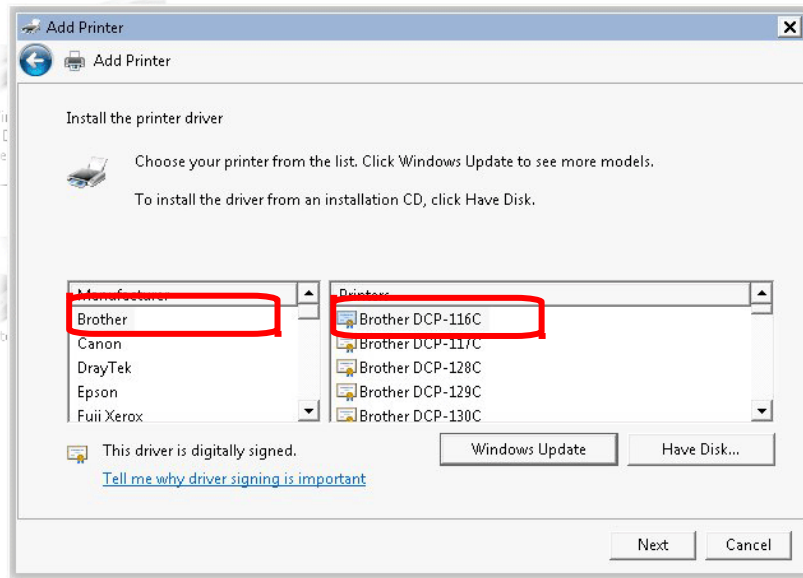 Add Printer
Add Printer
Install the printer driver
Choose your printer from the list. Click Windows Update to see more models.
To install the driver from an installation CD, click Have Disk.
Manufacturer
Brother
Canon
DrayTek
Epson
Fuji Xerox
Printers
Brother DCP-116C
Brother DCP-117C
Brother DCP-128C
Brother DCP-129C
Brother DCP-130C
This driver is digitally signed.
Tell me why driver signing is important
Windows Update
Have Disk...
Next
Cancel